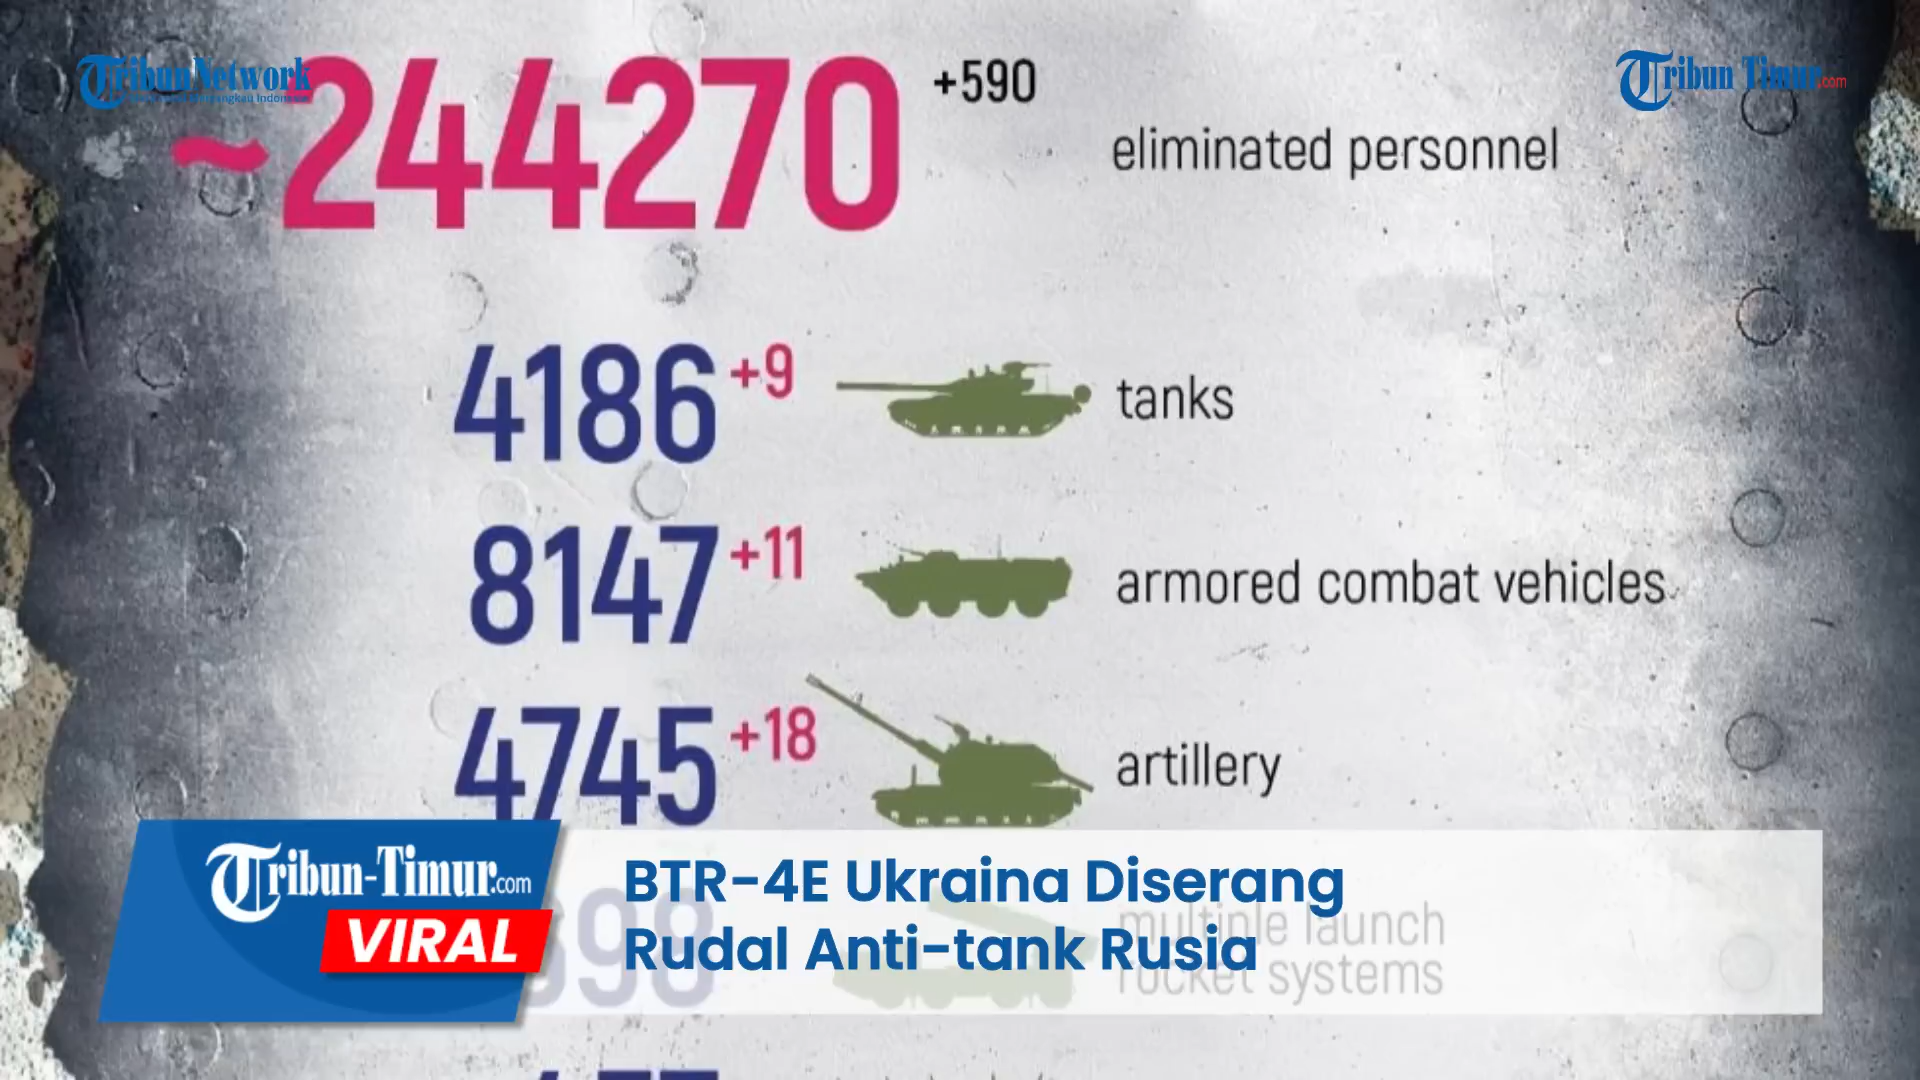 Tribun Network
Tribun Timur.com
~244270 +590 eliminated personnel
4186 +9 tanks
8147 +11 armored combat vehicles
4745 +18 artillery
Tribun-Timur.com
VIRAL
BTR-4E Ukraina Diserang
Rudal Anti-tank Rusia
multiple launch
rocket systems